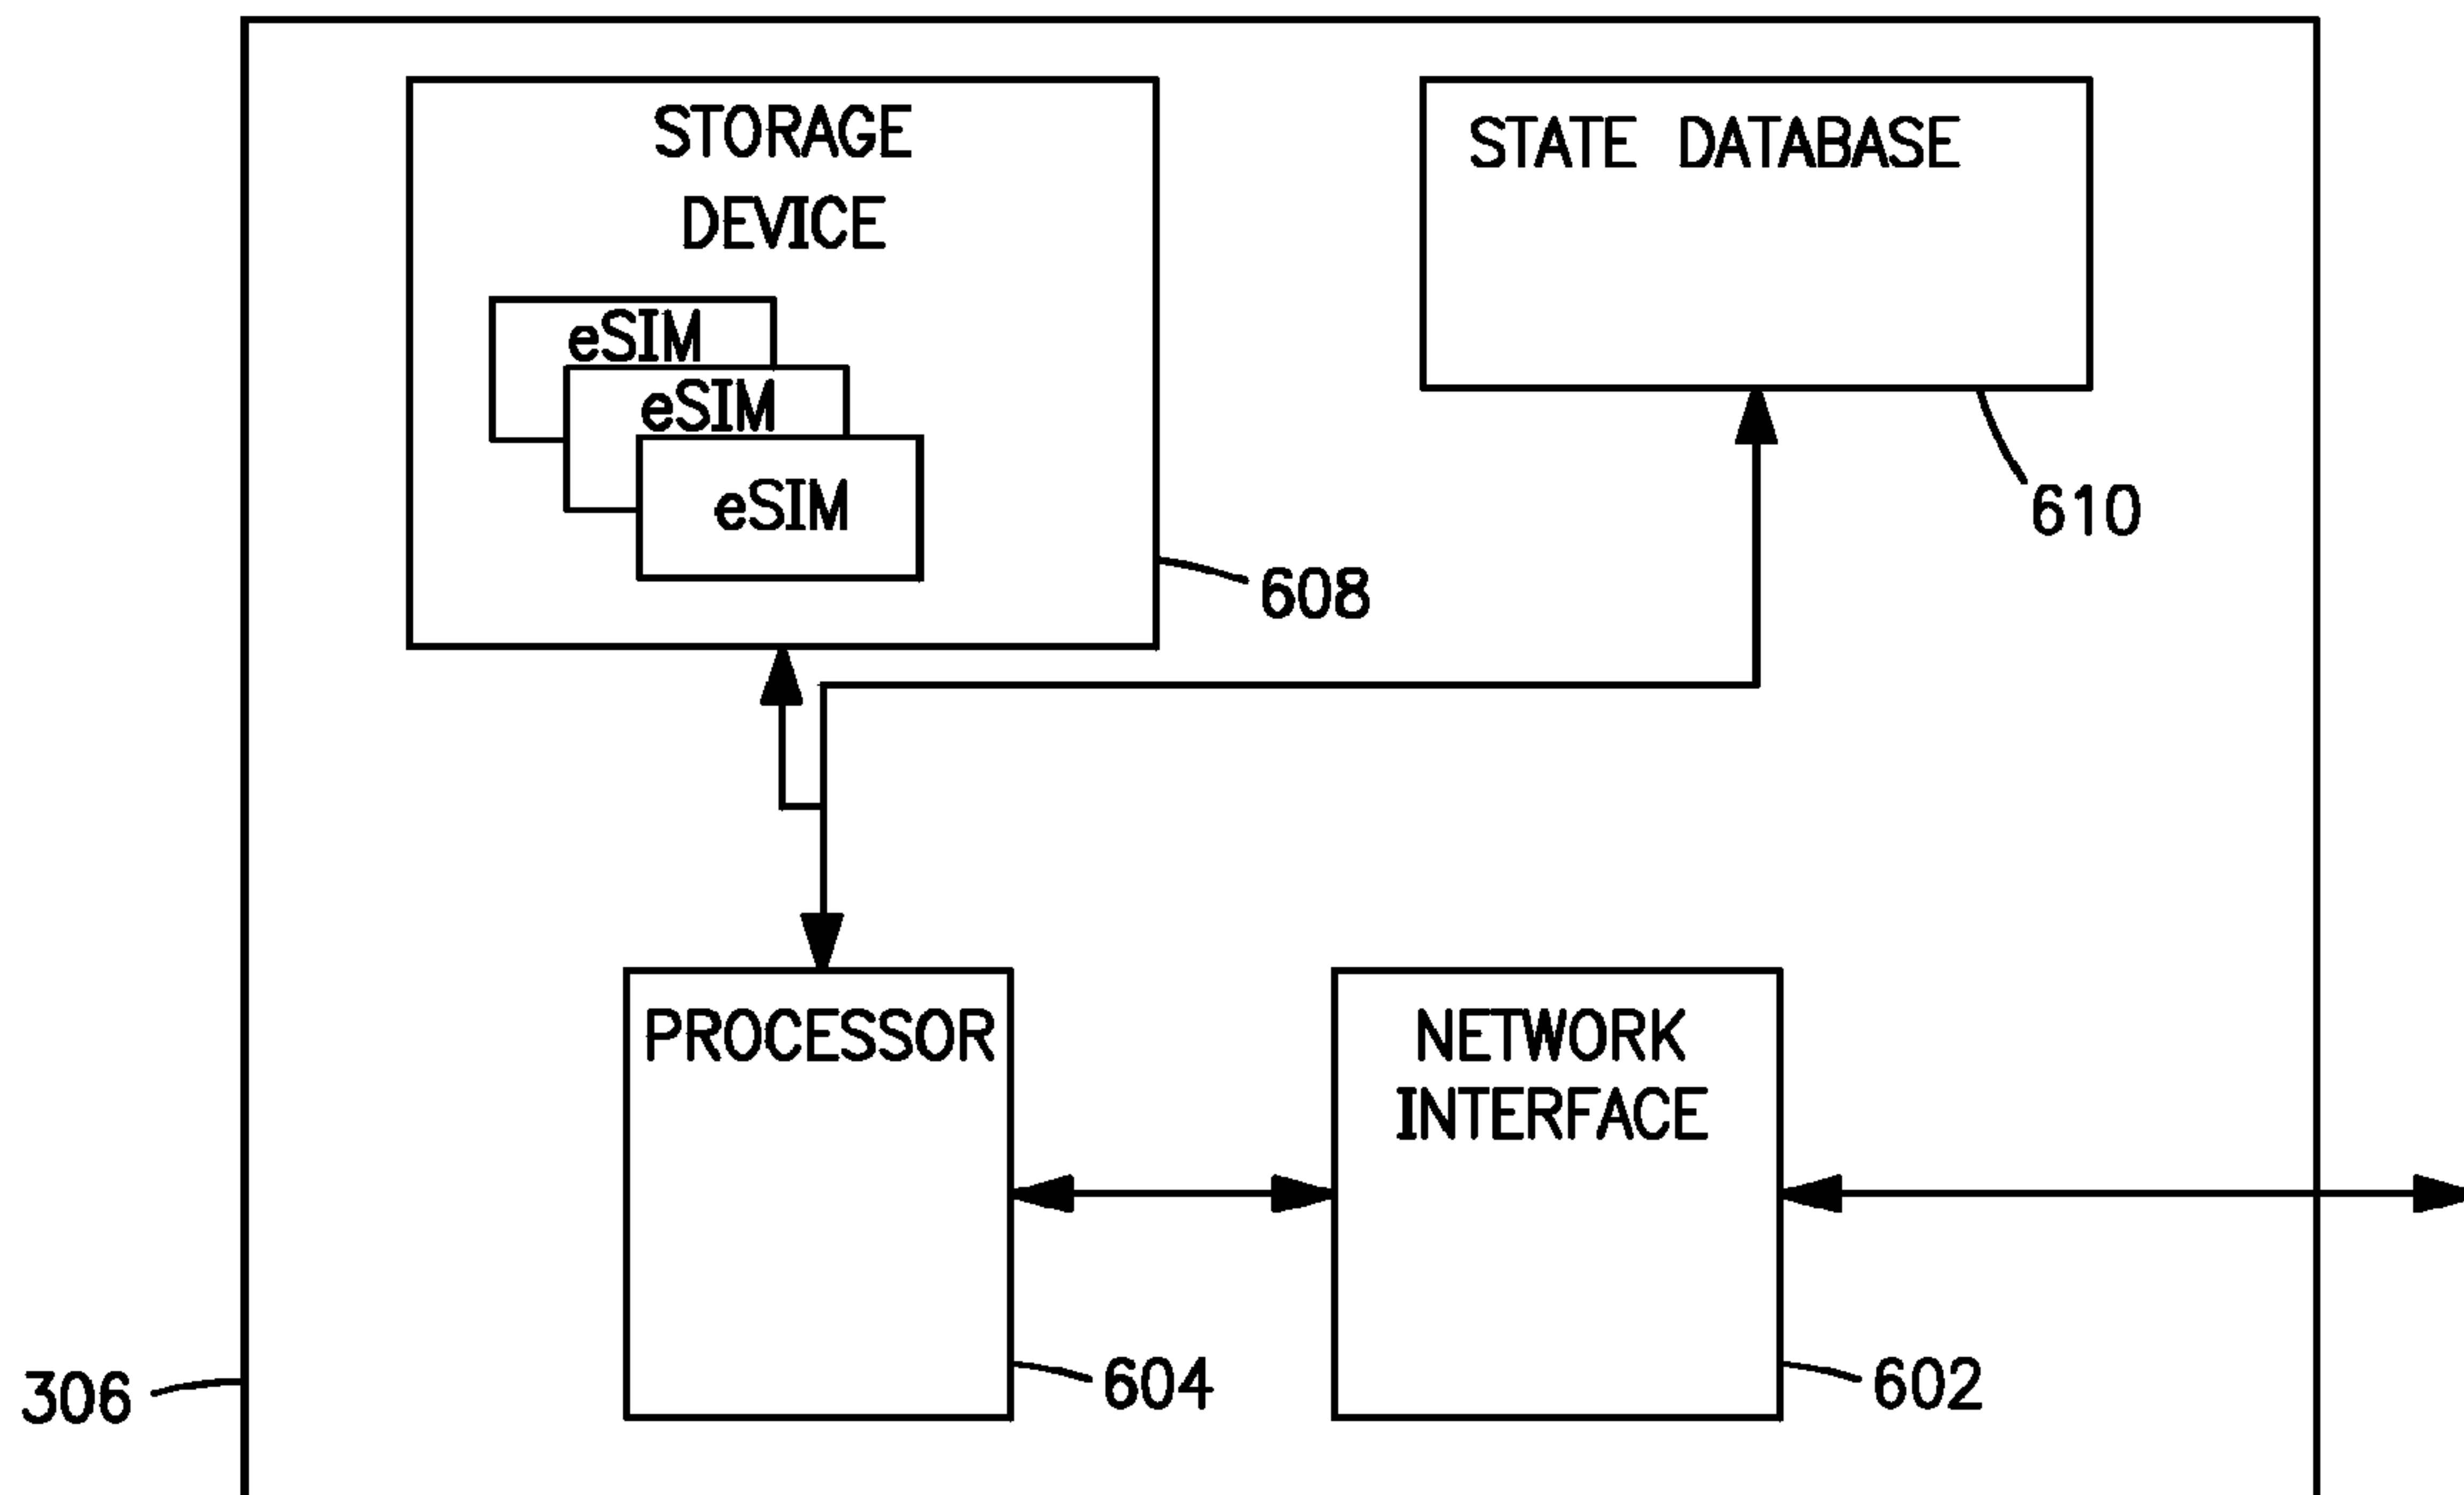 STORAGE
DEVICE
eSIM
eSIM
eSIM
608
STATE DATABASE
610
PROCESSOR
604
NETWORK
INTERFACE
602
306